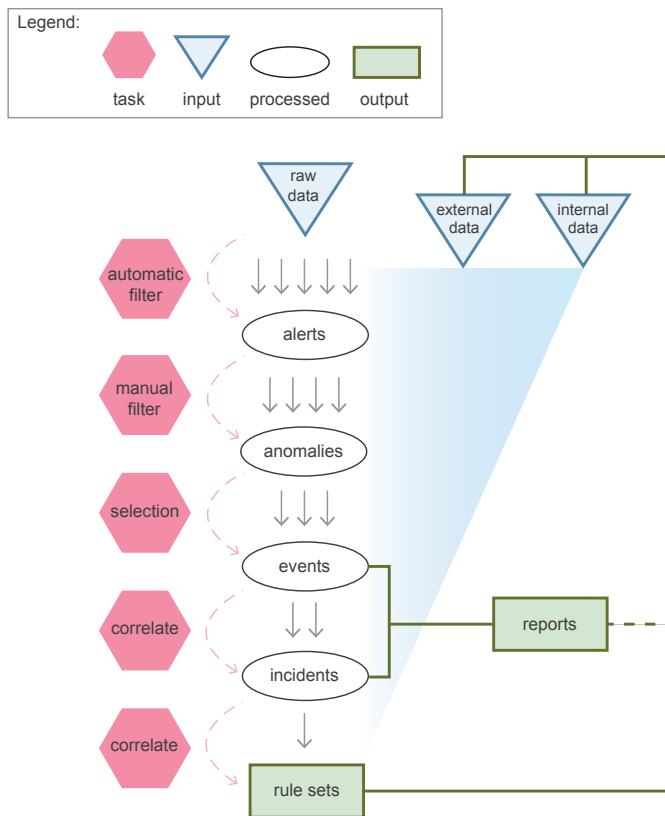 Legend:
task
input
processed
output
raw
data
external
data
internal
data
automatic
filter
alerts
manual
filter
anomalies
selection
events
correlate
reports
incidents
correlate
rule sets